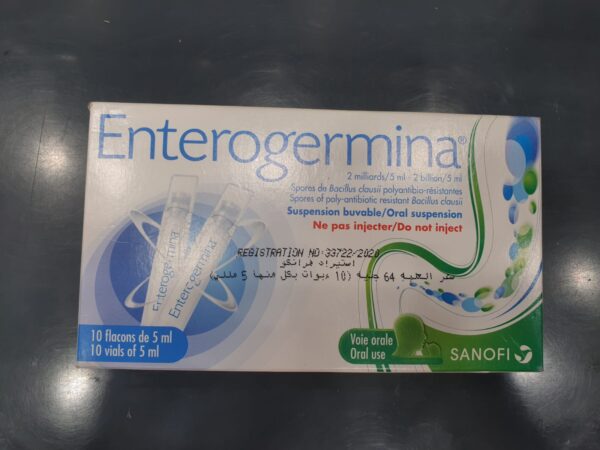 Enterogermina®
2 milliards/5 ml - 2 billion/5 ml
Spores de Bacillus clausii polyantibio-résistantes
Spores of poly-antibiotic resistant Bacillus clausii
Suspension buvable/Oral suspension
Ne pas injecter/Do not inject
Enterogermina
Enterogermina
REGISTRATION NO:33722/2020
استيراد فرانكو
سعر العلبه 64 جنيه (10 عبوات بكل منها 5 مللي)
10 flacons de 5 ml
10 vials of 5 ml
Voie orale
Oral use
SANOFI